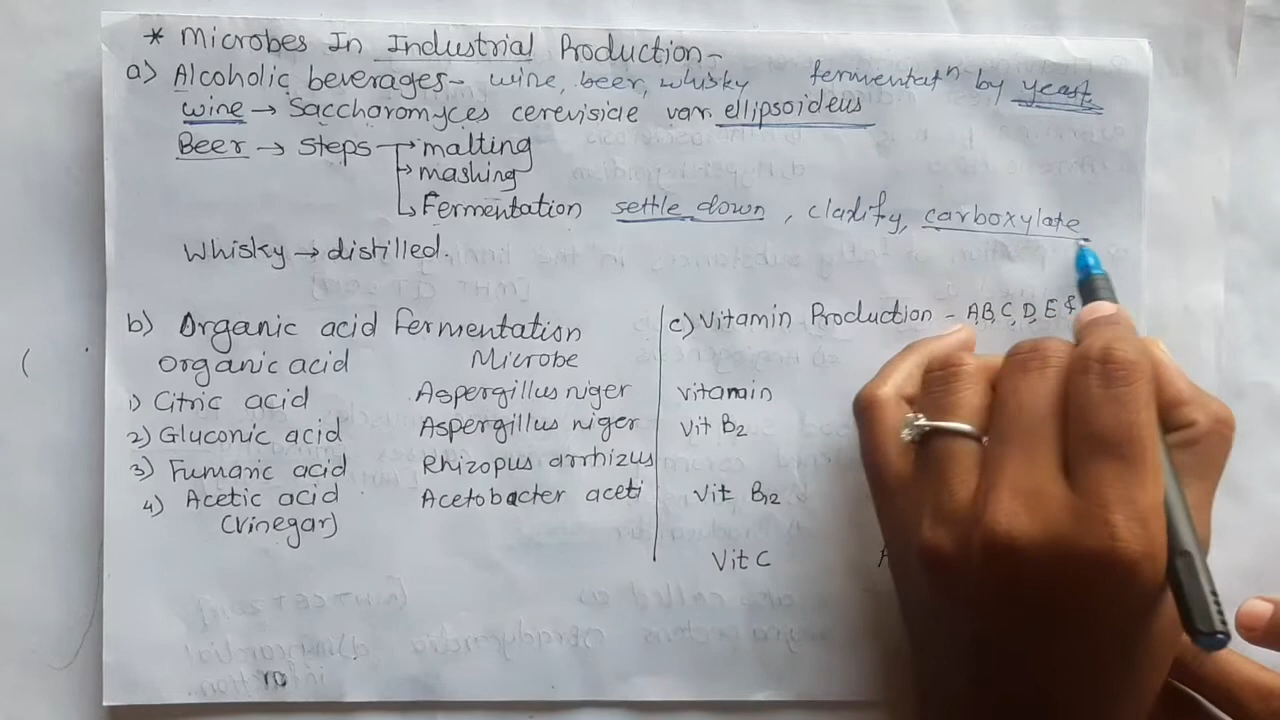 * Microbes In Industrial Production -
a) Alcoholic beverages - wine, beer, whisky fermentatⁿ by yeast
wine → Saccharomyces cerevisiae var. ellipsoideus
Beer → Steps → malting
→ mashing
→ Fermentation settle down, clarify, carboxylate
Whisky → distilled.
b) Organic acid fermentation
Organic acid Microbe
1) Citric acid Aspergillus niger
2) Gluconic acid Aspergillus niger
3) Fumaric acid Rhizopus arrhizus
4) Acetic acid Acetobacter aceti
(Vinegar)
c) Vitamin Production - A, B, C, D, E &
vitamin
Vit B₂
Vit B₁₂
Vit C